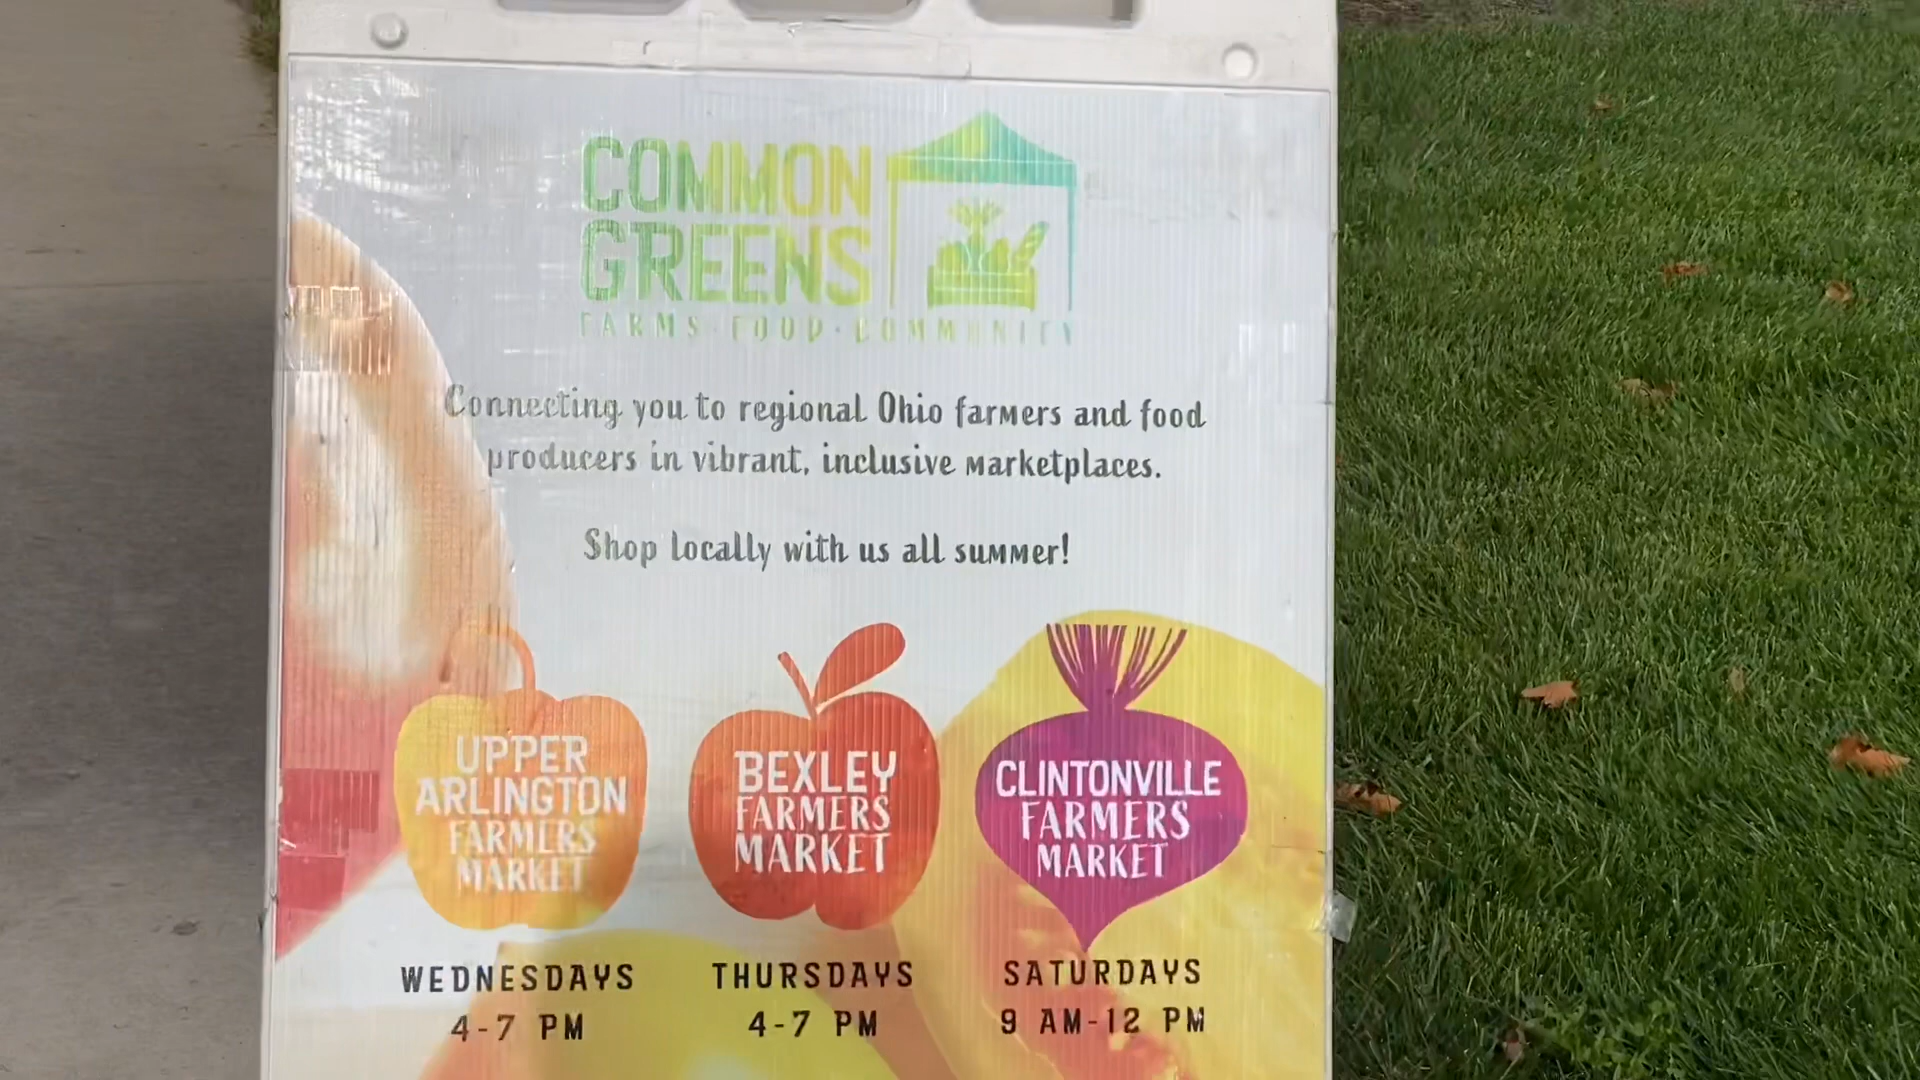 COMMON
GREENS
FARMS · FOOD · COMMUNITY
Connecting you to regional Ohio farmers and food
producers in vibrant, inclusive marketplaces.
Shop locally with us all summer!
UPPER
ARLINGTON
FARMERS
MARKET
WEDNESDAYS
4-7 PM
BEXLEY
FARMERS
MARKET
THURSDAYS
4-7 PM
CLINTONVILLE
FARMERS
MARKET
SATURDAYS
9 AM-12 PM